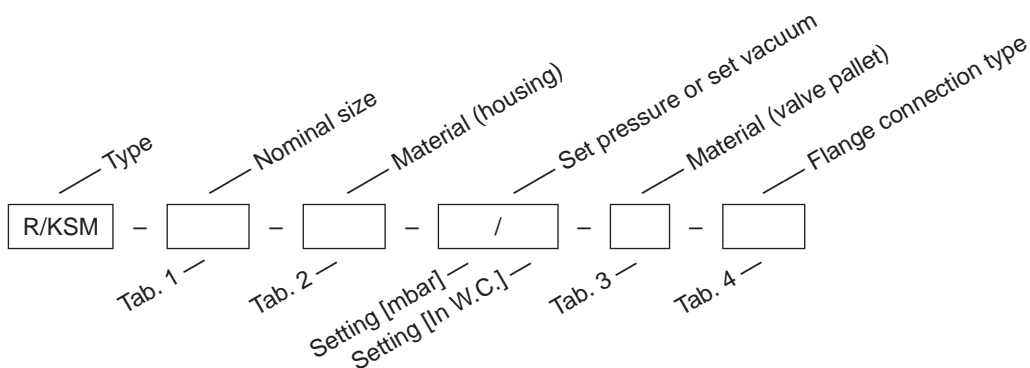 Type
Nominal size
Material (housing)
Set pressure or set vacuum
Material (valve pallet)
Flange connection type
R/KSM – – – / – –
Tab. 1
Tab. 2
Setting [mbar]
Setting [In W.C.]
Tab. 3
Tab. 4